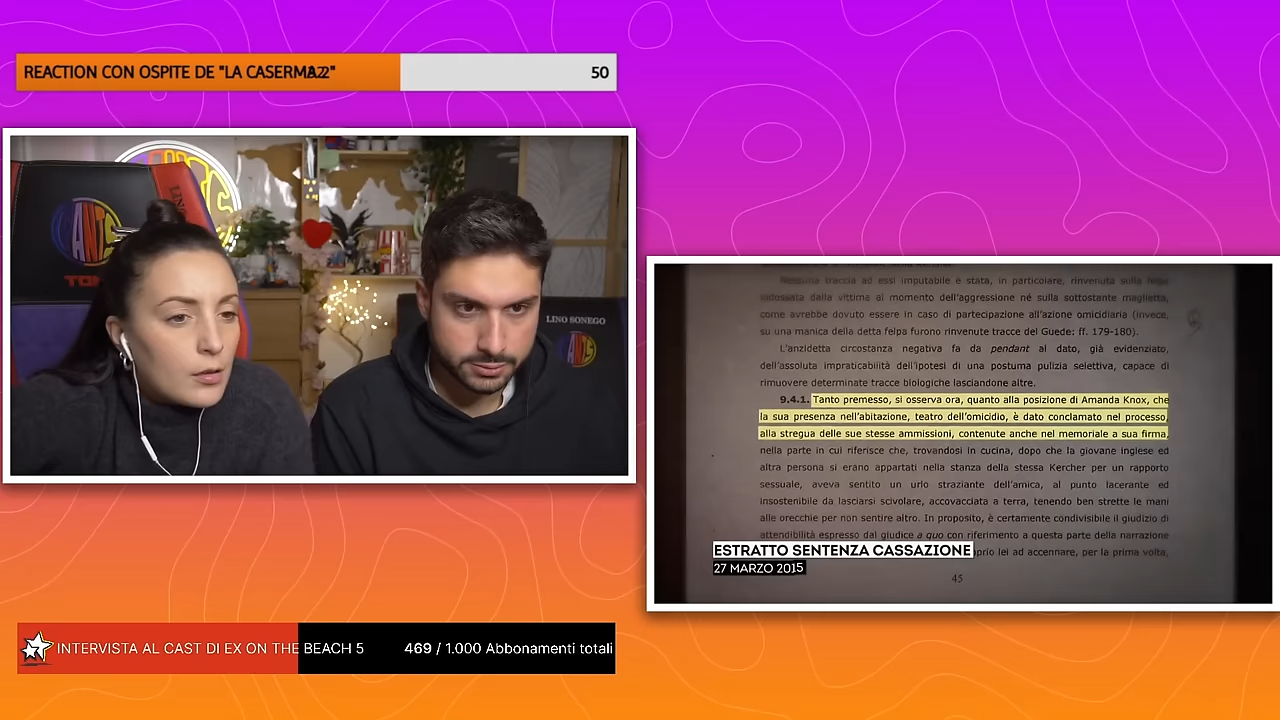 REACTION CON OSPITE DE "LA CASERMA 2"
50
LINO SONEGO
Nessuna traccia ad essi imputabile è stata, in particolare, rinvenuta sulla felpa
indossata dalla vittima al momento dell'aggressione né sulla sottostante maglietta,
come avrebbe dovuto essere in caso di partecipazione all'azione omicidiaria (invece,
su una manica della detta felpa furono rinvenute tracce del Guede: ff. 179-180).
L'anzidetta circostanza negativa fa da pendant al dato, già evidenziato,
dell'assoluta impraticabilità dell'ipotesi di una postuma pulizia selettiva, capace di
rimuovere determinate tracce biologiche lasciandone altre.
9.4.1. Tanto premesso, si osserva ora, quanto alla posizione di Amanda Knox, che
la sua presenza nell'abitazione, teatro dell'omicidio, è dato conclamato nel processo,
alla stregua delle sue stesse ammissioni, contenute anche nel memoriale a sua firma,
nella parte in cui riferisce che, trovandosi in cucina, dopo che la giovane inglese ed
altra persona si erano appartati nella stanza della stessa Kercher per un rapporto
sessuale, aveva sentito un urlo straziante dell'amica, al punto lacerante ed
insostenibile da lasciarsi scivolare, accovacciata a terra, tenendo ben strette le mani
alle orecchie per non sentire altro. In proposito, è certamente condivisibile il giudizio di
attendibilità espresso dal giudice a quo con riferimento a questa parte della narrazione
lei ad accennare, per la prima volta,
ESTRATTO SENTENZA CASSAZIONE
27 MARZO 2015
45
INTERVISTA AL CAST DI EX ON THE BEACH 5
469 / 1.000 Abbonamenti totali